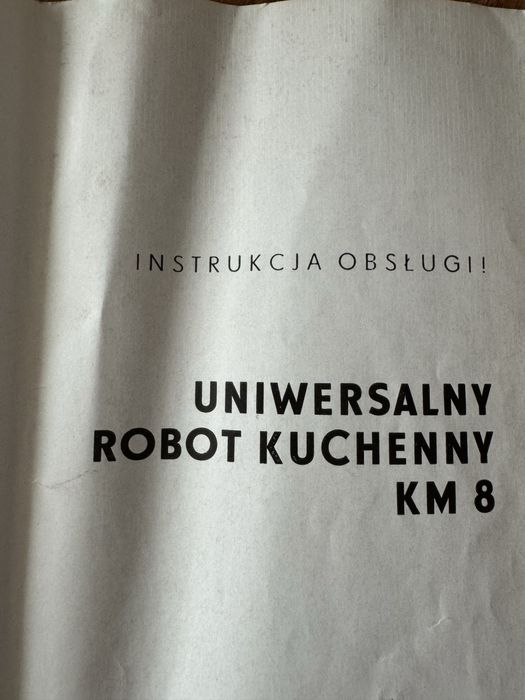 INSTRUKCJA OBSŁUGI!
UNIWERSALNY
ROBOT KUCHENNY
KM 8